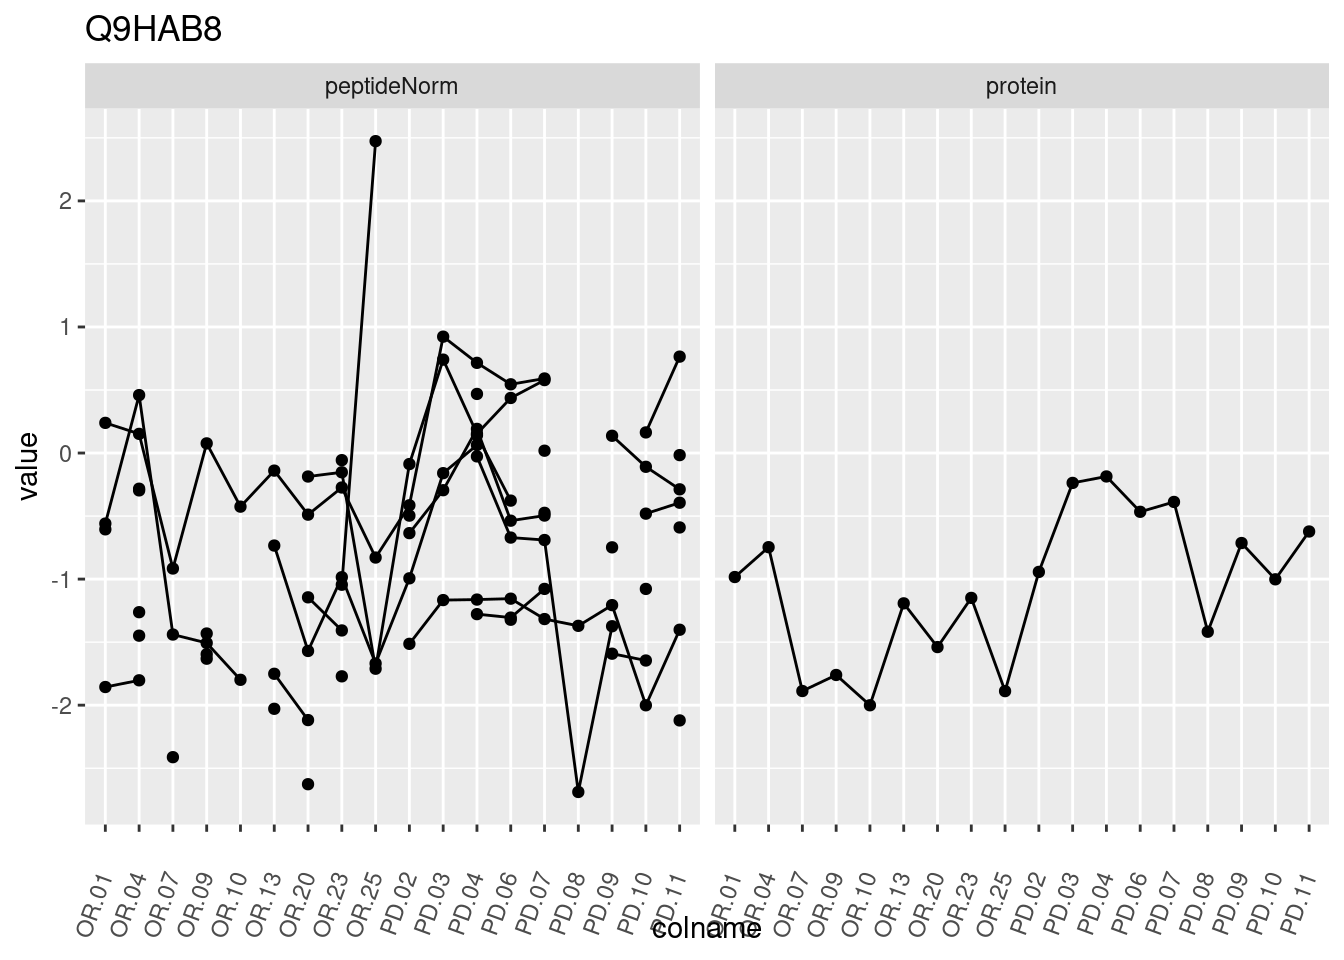 Q9HAB8
peptideNorm protein
2
1
0
-1
-2
value
OR.01 OR.04 OR.07 OR.09 OR.10 OR.13 OR.20 OR.23 OR.25 PD.02 PD.03 PD.04 PD.06 PD.07 PD.08 PD.09 PD.10 PD.11 OR.01 OR.04 OR.07 OR.09 OR.10 OR.13 OR.20 OR.23 OR.25 PD.02 PD.03 PD.04 PD.06 PD.07 PD.08 PD.09 PD.10 PD.11
colname